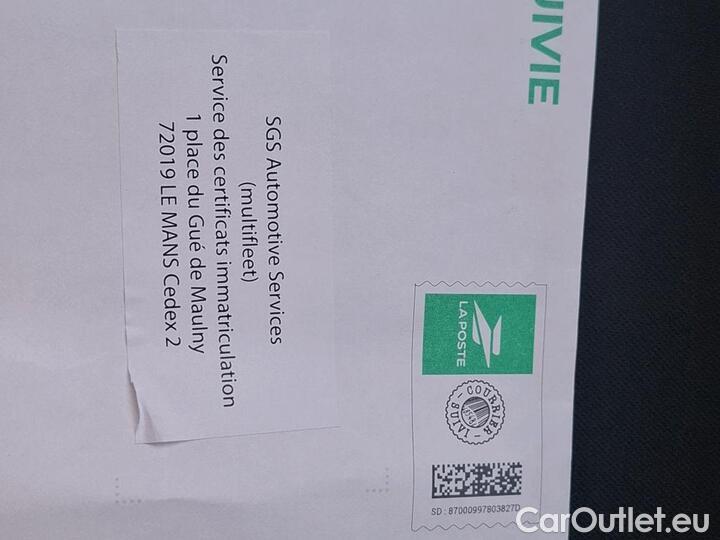 UIVIE
SGS Automotive Services
(multifleet)
Service des certificats immatriculation
1 place du Gué de Maulny
72019 LE MANS Cedex 2
LA POSTE
COURRIER
SUIVI
SD : 87000997803827D
CarOutlet.eu